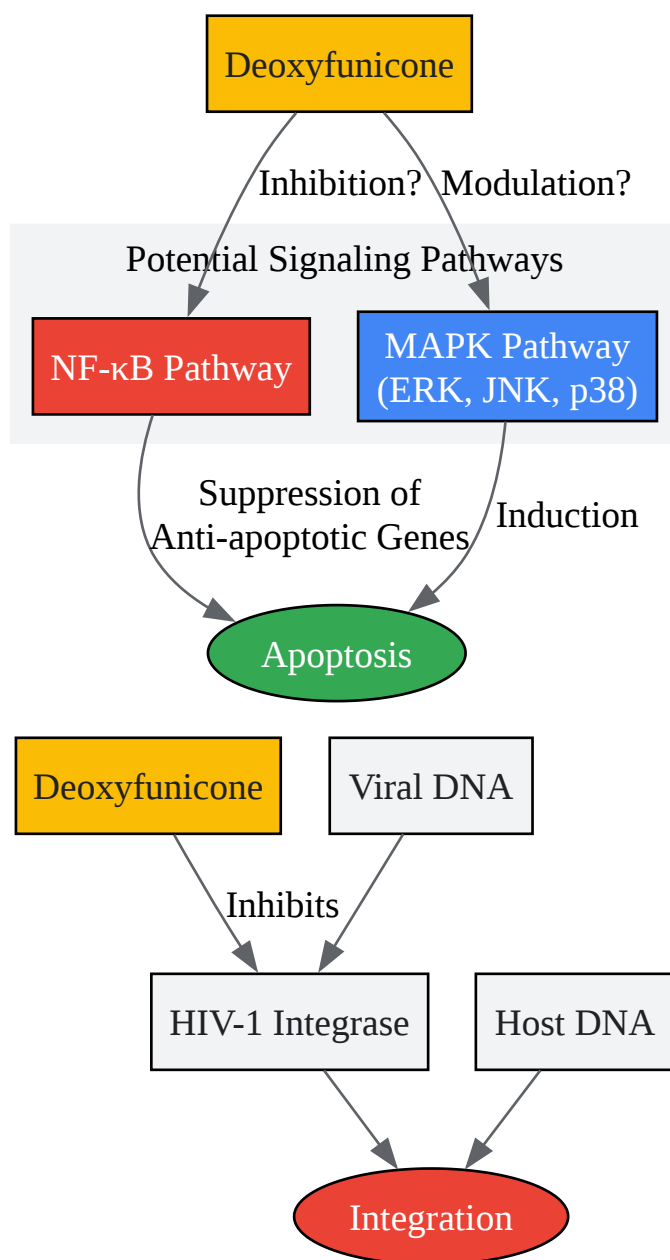 Deoxyfunicone
Inhibition?
Modulation?
Potential Signaling Pathways
NF-κB Pathway
MAPK Pathway
(ERK, JNK, p38)
Suppression of
Anti-apoptotic Genes
Induction
Apoptosis
Deoxyfunicone
Viral DNA
Inhibits
HIV-1 Integrase
Host DNA
Integration